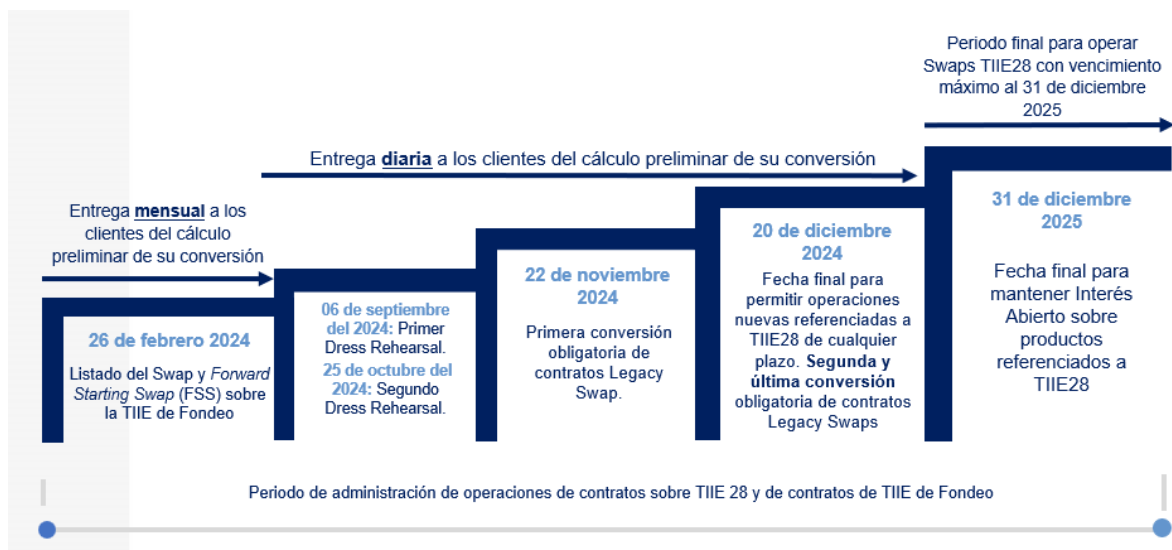 Periodo final para operar
Swaps TIIE28 con vencimiento
máximo al 31 de diciembre
2025
Entrega diaria a los clientes del cálculo preliminar de su conversión
Entrega mensual a los
clientes del cálculo
preliminar de su conversión
26 de febrero 2024
Listado del Swap y Forward
Starting Swap (FSS) sobre
la TIIE de Fondeo
06 de septiembre
del 2024: Primer
Dress Rehearsal.
25 de octubre del
2024: Segundo
Dress Rehearsal.
22 de noviembre
2024
Primera conversión
obligatoria de
contratos Legacy
Swap.
20 de diciembre
2024
Fecha final para
permitir operaciones
nuevas referenciadas a
TIIE28 de cualquier
plazo. Segunda y
última conversión
obligatoria de contratos
Legacy Swaps
31 de diciembre
2025
Fecha final para
mantener Interés
Abierto sobre
productos
referenciados a
TIIE28
Periodo de administración de operaciones de contratos sobre TIIE 28 y de contratos de TIIE de Fondeo